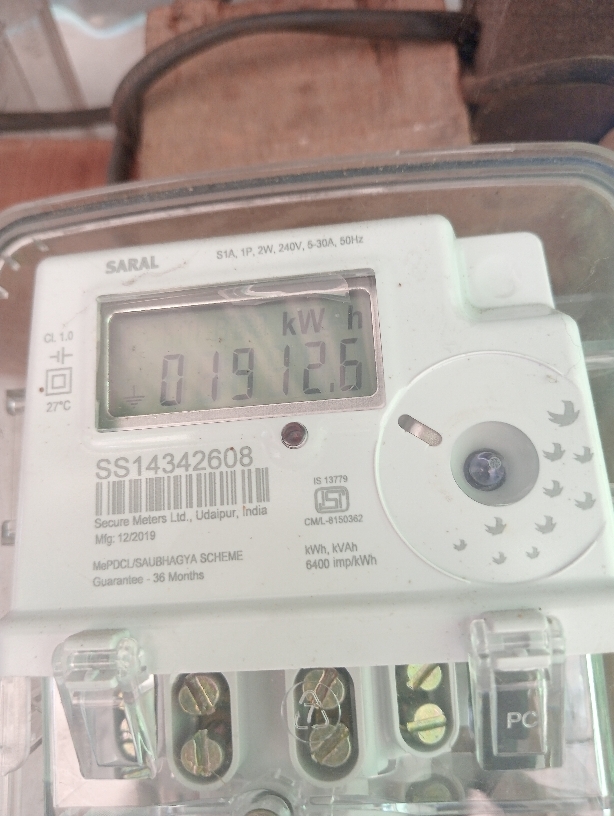 SARAL
S1A, 1P, 2W, 240V, 5-30A, 50Hz
Cl. 1.0
27°C
kW h
01912.6
SS14342608
Secure Meters Ltd., Udaipur, India
Mfg: 12/2019
MePDCL/SAUBHAGYA SCHEME
Guarantee - 36 Months
IS 13779
ISI
CM/L-8150362
kWh, kVAh
6400 imp/kWh
PC